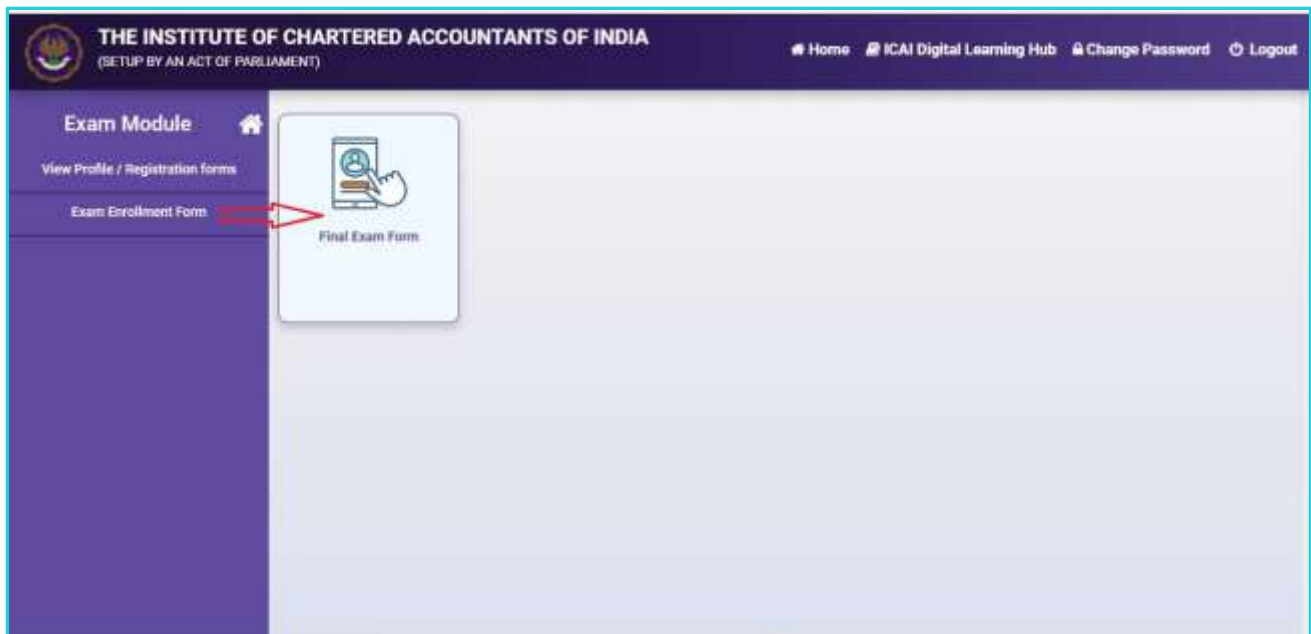 THE INSTITUTE OF CHARTERED ACCOUNTANTS OF INDIA
(SETUP BY AN ACT OF PARLIAMENT)
Home ICAI Digital Learning Hub Change Password Logout
Exam Module
View Profile / Registration forms
Exam Enrollment Form
Final Exam Form